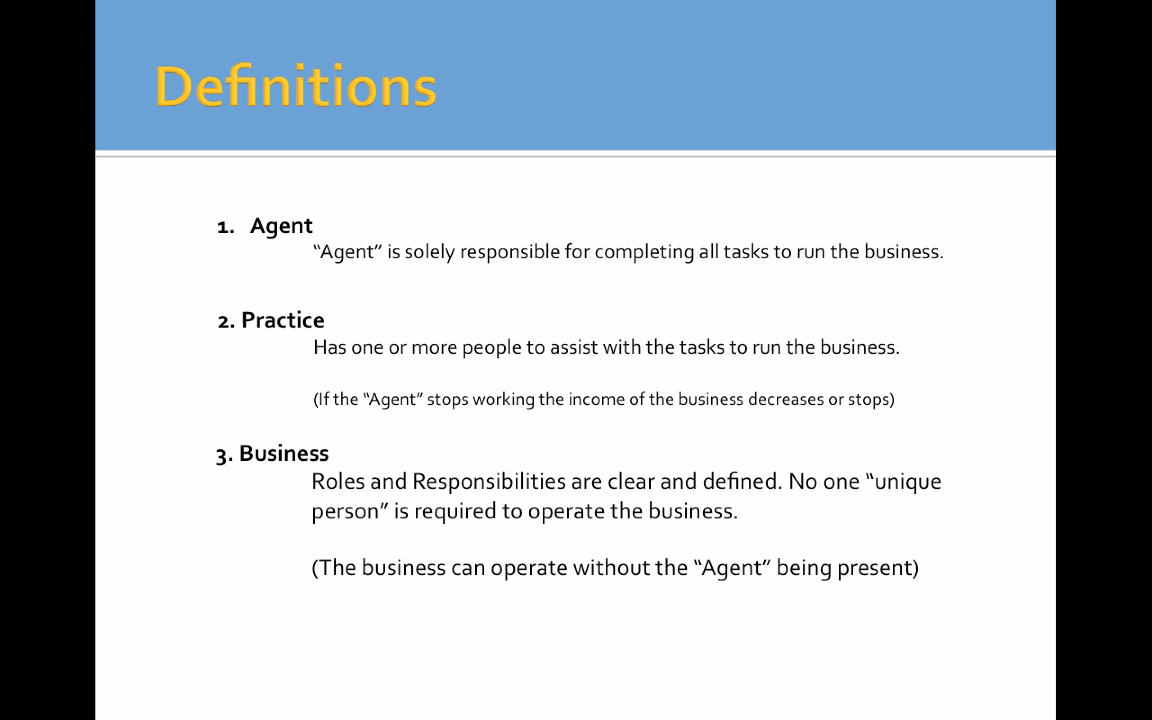 Definitions
1. Agent
“Agent” is solely responsible for completing all tasks to run the business.
2. Practice
Has one or more people to assist with the tasks to run the business.
(If the “Agent” stops working the income of the business decreases or stops)
3. Business
Roles and Responsibilities are clear and defined. No one “unique
person” is required to operate the business.
(The business can operate without the “Agent” being present)